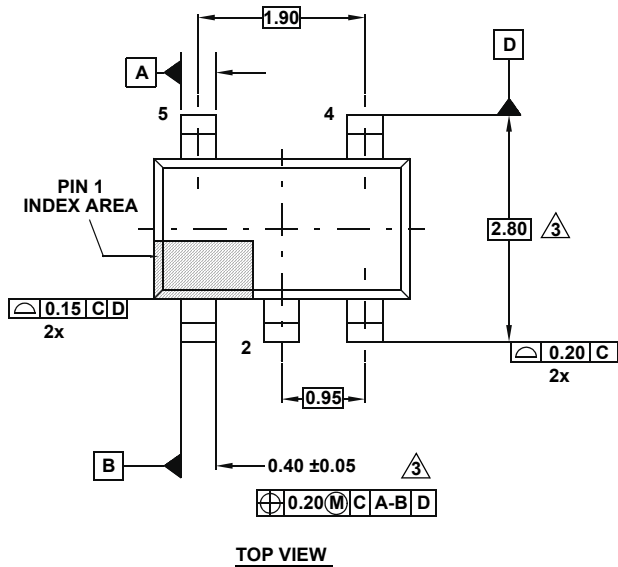 1.90
A
D
5
4
PIN 1
INDEX AREA
2.80
3
0.15 C D
2x
2
0.20 C
2x
0.95
B
0.40 ±0.05
3
0.20 M C A-B D
TOP VIEW